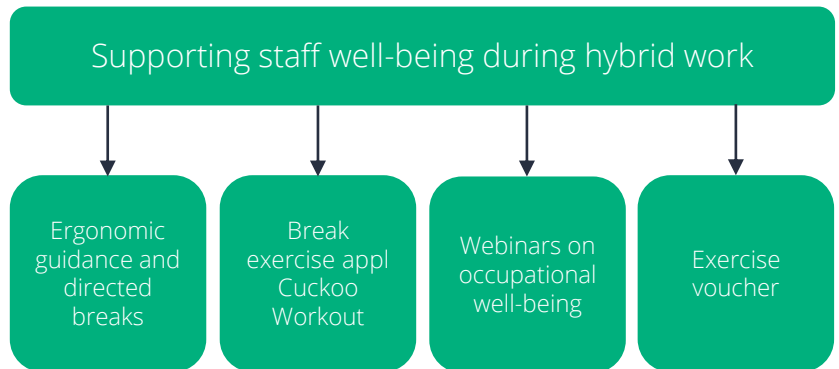 Supporting staff well-being during hybrid work
Ergonomic
guidance and
directed
breaks
Break
exercise appl
Cuckoo
Workout
Webinars on
occupational
well-being
Exercise
voucher